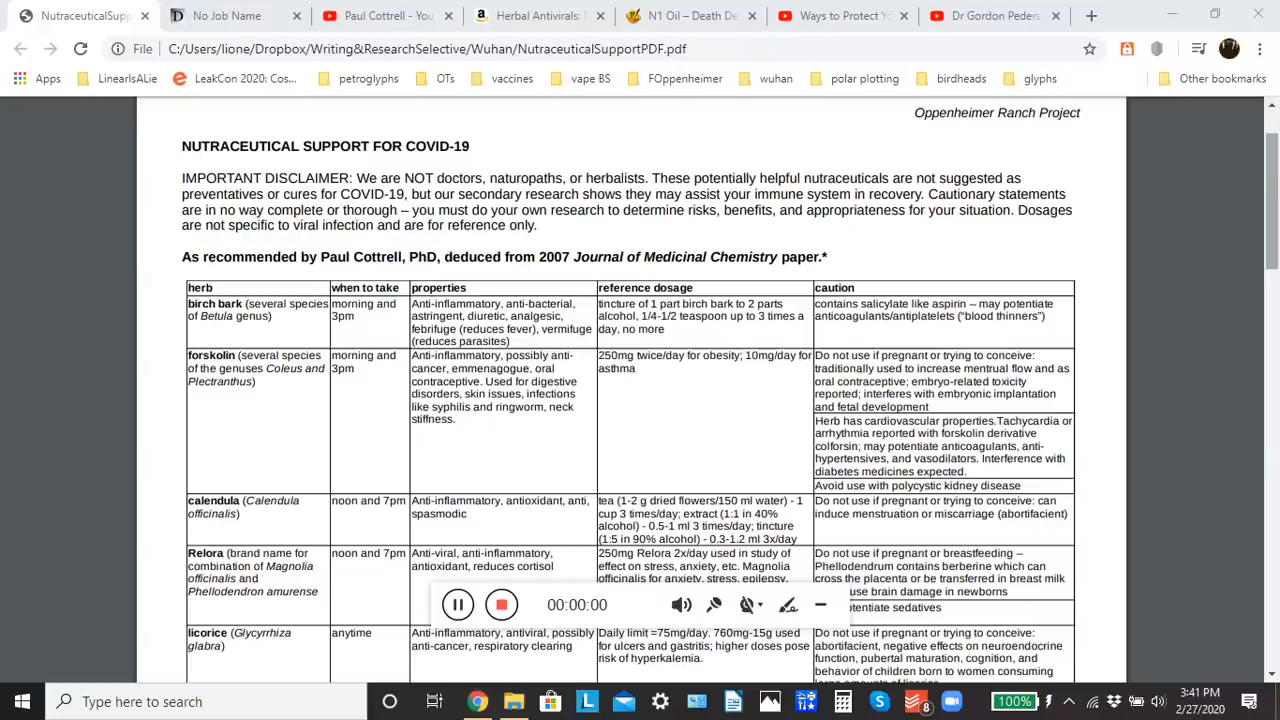 NutraceuticalSup
No Job Name
Paul Cottrell - You
Herbal Antivirals:
N1 Oil – Death De
Ways to Protect Yo
Dr Gordon Peders
File C:/Users/lione/Dropbox/Writing&ResearchSelective/Wuhan/NutraceuticalSupportPDF.pdf
Apps LinearIsALie LeakCon 2020: Cos... petroglyphs OTs vaccines vape BS FOppenheimer wuhan polar plotting birdheads glyphs Other bookmarks
Oppenheimer Ranch Project
NUTRACEUTICAL SUPPORT FOR COVID-19
IMPORTANT DISCLAIMER: We are NOT doctors, naturopaths, or herbalists. These potentially helpful nutraceuticals are not suggested as
preventatives or cures for COVID-19, but our secondary research shows they may assist your immune system in recovery. Cautionary statements
are in no way complete or thorough – you must do your own research to determine risks, benefits, and appropriateness for your situation. Dosages
are not specific to viral infection and are for reference only.
As recommended by Paul Cottrell, PhD, deduced from 2007 Journal of Medicinal Chemistry paper.*
herb when to take properties reference dosage caution
birch bark (several species
of Betula genus)
morning and
3pm
Anti-inflammatory, anti-bacterial,
astringent, diuretic, analgesic,
febrifuge (reduces fever), vermifuge
(reduces parasites)
tincture of 1 part birch bark to 2 parts
alcohol, 1/4-1/2 teaspoon up to 3 times a
day, no more
contains salicylate like aspirin – may potentiate
anticoagulants/antiplatelets ("blood thinners")
forskolin (several species
of the genuses Coleus and
Plectranthus)
morning and
3pm
Anti-inflammatory, possibly anti-
cancer, emmenagogue, oral
contraceptive. Used for digestive
disorders, skin issues, infections
like syphilis and ringworm, neck
stiffness.
250mg twice/day for obesity; 10mg/day for
asthma
Do not use if pregnant or trying to conceive:
traditionally used to increase menstrual flow and as
oral contraceptive; embryo-related toxicity
reported; interferes with embryonic implantation
and fetal development
Herb has cardiovascular properties.Tachycardia or
arrhythmia reported with forskolin derivative
colforsin; may potentiate anticoagulants, anti-
hypertensives, and vasodilators. Interference with
diabetes medicines expected.
Avoid use with polycystic kidney disease
calendula (Calendula
officinalis)
noon and 7pm
Anti-inflammatory, antioxidant, anti,
spasmodic
tea (1-2 g dried flowers/150 ml water) - 1
cup 3 times/day; extract (1:1 in 40%
alcohol) - 0.5-1 ml 3 times/day; tincture
(1:5 in 90% alcohol) - 0.3-1.2 ml 3x/day
Do not use if pregnant or trying to conceive: can
induce menstruation or miscarriage (abortifacient)
Relora (brand name for
combination of Magnolia
officinalis and
Phellodendron amurense
noon and 7pm
Anti-viral, anti-inflammatory,
antioxidant, reduces cortisol
250mg Relora 2x/day used in study of
effect on stress, anxiety, etc. Magnolia
officinalis for anxiety, stress, epilepsy,
Do not use if pregnant or breastfeeding –
Phellodendrum contains berberine which can
cross the placenta or be transferred in breast milk
use brain damage in newborns
otentiate sedatives
00:00:00
licorice (Glycyrrhiza
glabra)
anytime
Anti-inflammatory, antiviral, possibly
anti-cancer, respiratory clearing
Daily limit =75mg/day. 760mg-15g used
for ulcers and gastritis; higher doses pose
risk of hyperkalemia.
Do not use if pregnant or trying to conceive:
abortifacient, negative effects on neuroendocrine
function, pubertal maturation, cognition, and
behavior of children born to women consuming
Type here to search
100%
8
3:41 PM
2/27/2020